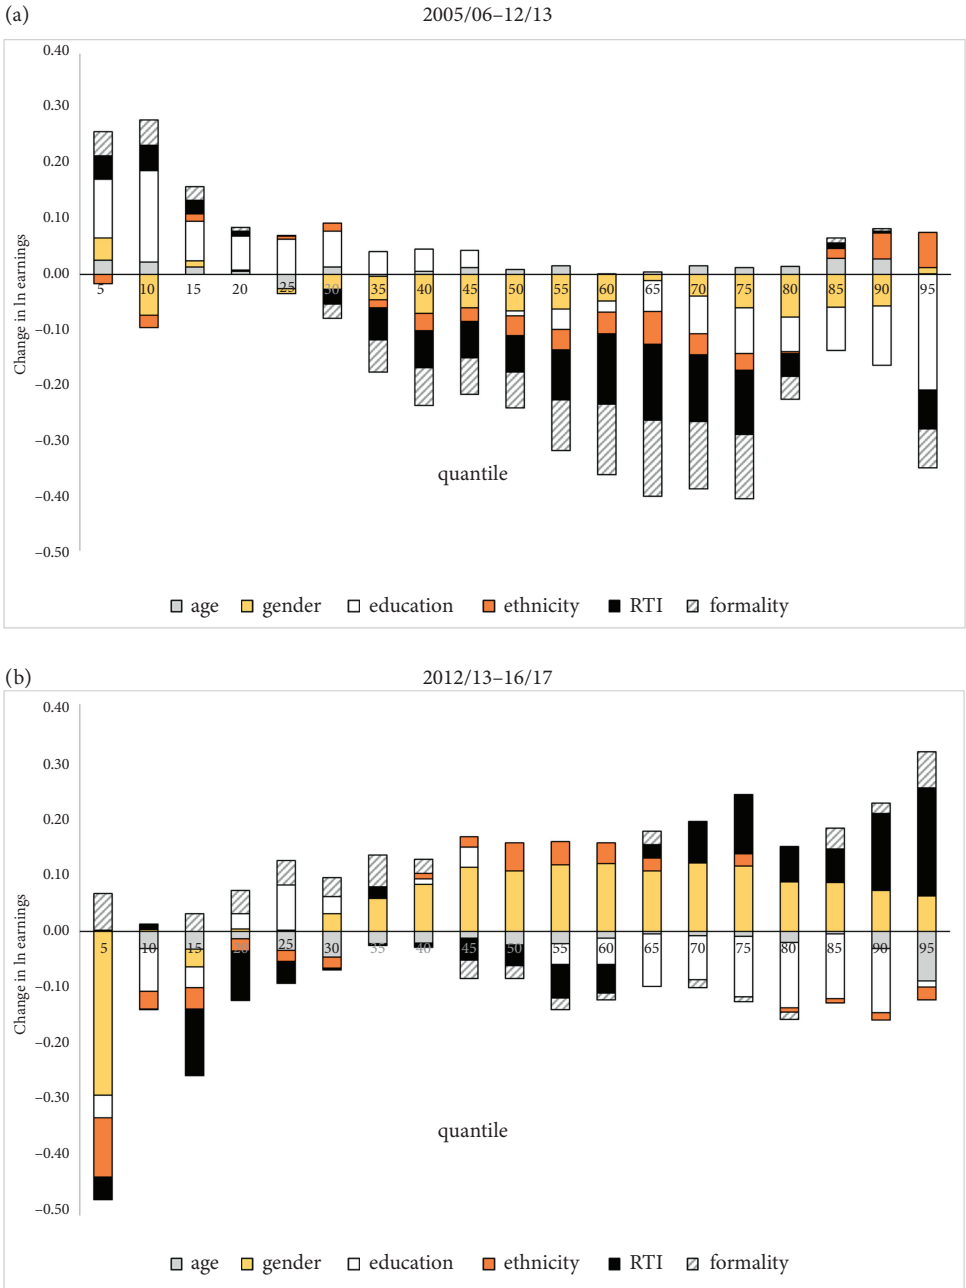 (a)
2005/06–12/13
0.40
0.30
0.20
0.10
0.00
−0.10
−0.20
−0.30
−0.40
−0.50
Change in ln earnings
5 10 15 20 25 30 35 40 45 50 55 60 65 70 75 80 85 90 95
quantile
age gender education ethnicity RTI formality
(b)
2012/13–16/17
0.40
0.30
0.20
0.10
0.00
−0.10
−0.20
−0.30
−0.40
−0.50
Change in ln earnings
5 10 15 20 25 30 35 40 45 50 55 60 65 70 75 80 85 90 95
quantile
age gender education ethnicity RTI formality